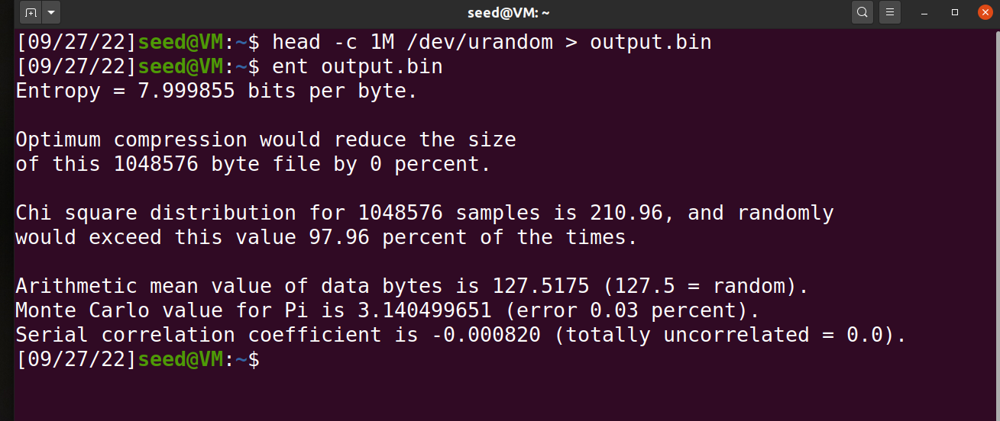 seed@VM: ~
[09/27/22]seed@VM:~$ head -c 1M /dev/urandom > output.bin
[09/27/22]seed@VM:~$ ent output.bin
Entropy = 7.999855 bits per byte.
Optimum compression would reduce the size
of this 1048576 byte file by 0 percent.
Chi square distribution for 1048576 samples is 210.96, and randomly
would exceed this value 97.96 percent of the times.
Arithmetic mean value of data bytes is 127.5175 (127.5 = random).
Monte Carlo value for Pi is 3.140499651 (error 0.03 percent).
Serial correlation coefficient is -0.000820 (totally uncorrelated = 0.0).
[09/27/22]seed@VM:~$